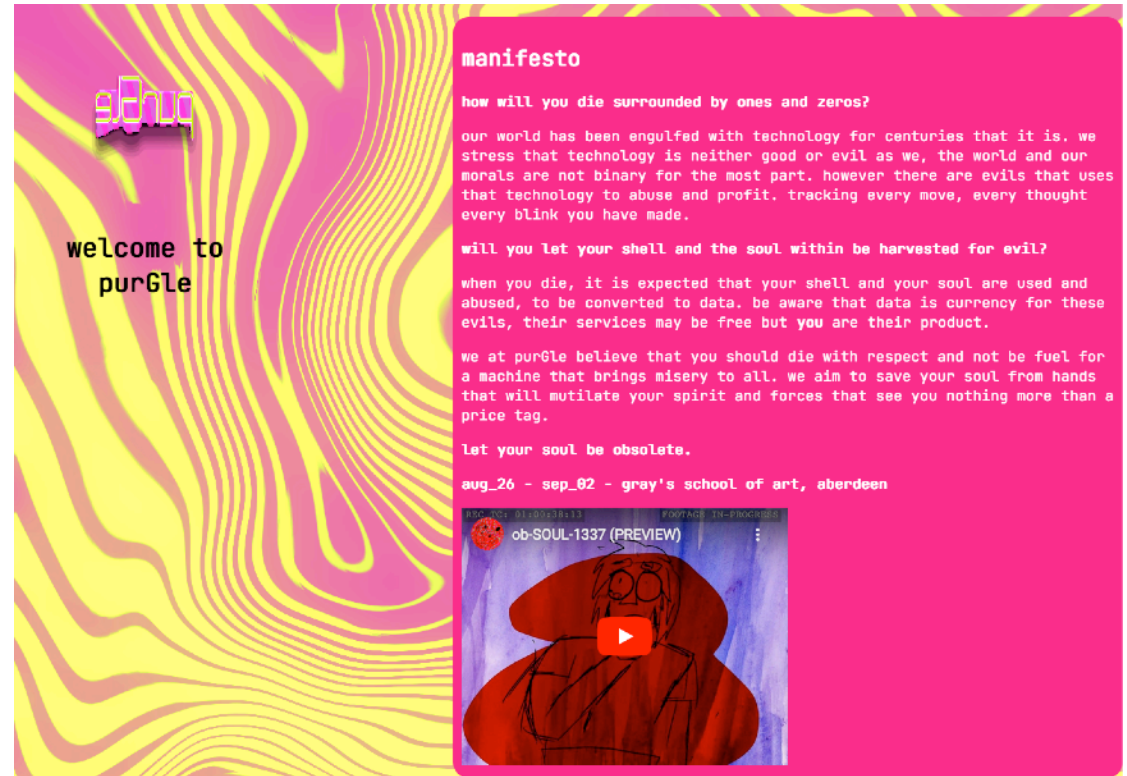 welcome to
purGle
manifesto
how will you die surrounded by ones and zeros?
our world has been engulfed with technology for centuries that it is. we
stress that technology is neither good or evil as we, the world and our
morals are not binary for the most part. however there are evils that uses
that technology to abuse and profit. tracking every move, every thought
every blink you have made.
will you let your shell and the soul within be harvested for evil?
when you die, it is expected that your shell and your soul are used and
abused, to be converted to data. be aware that data is currency for these
evils, their services may be free but you are their product.
we at purGle believe that you should die with respect and not be fuel for
a machine that brings misery to all. we aim to save your soul from hands
that will mutilate your spirit and forces that see you nothing more than a
price tag.
let your soul be obsolete.
aug_26 - sep_02 - gray's school of art, aberdeen
REC TC: 01:00:38:13 FOOTAGE IN-PROGRESS
ob-SOUL-1337 (PREVIEW)